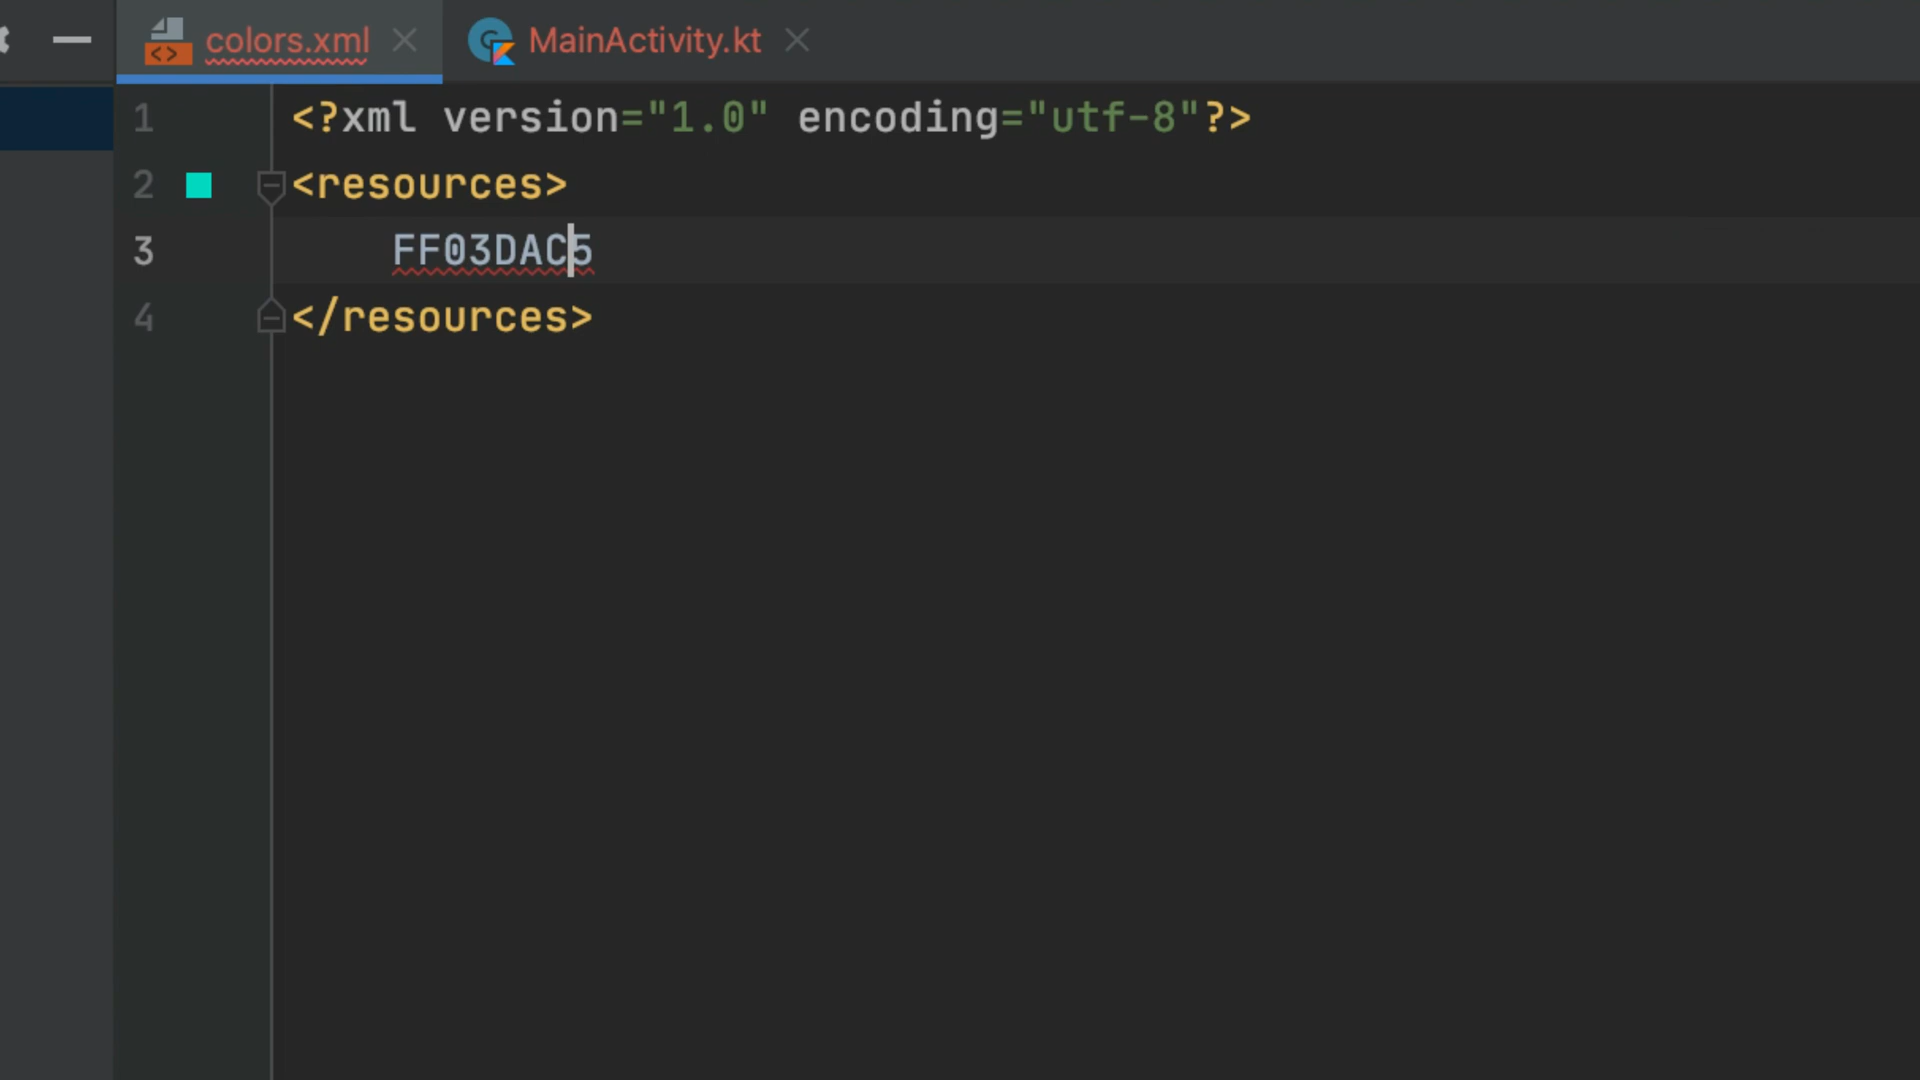 colors.xml MainActivity.kt
1 <?xml version="1.0" encoding="utf-8"?>
2 <resources>
3 FF03DAC5
4 </resources>